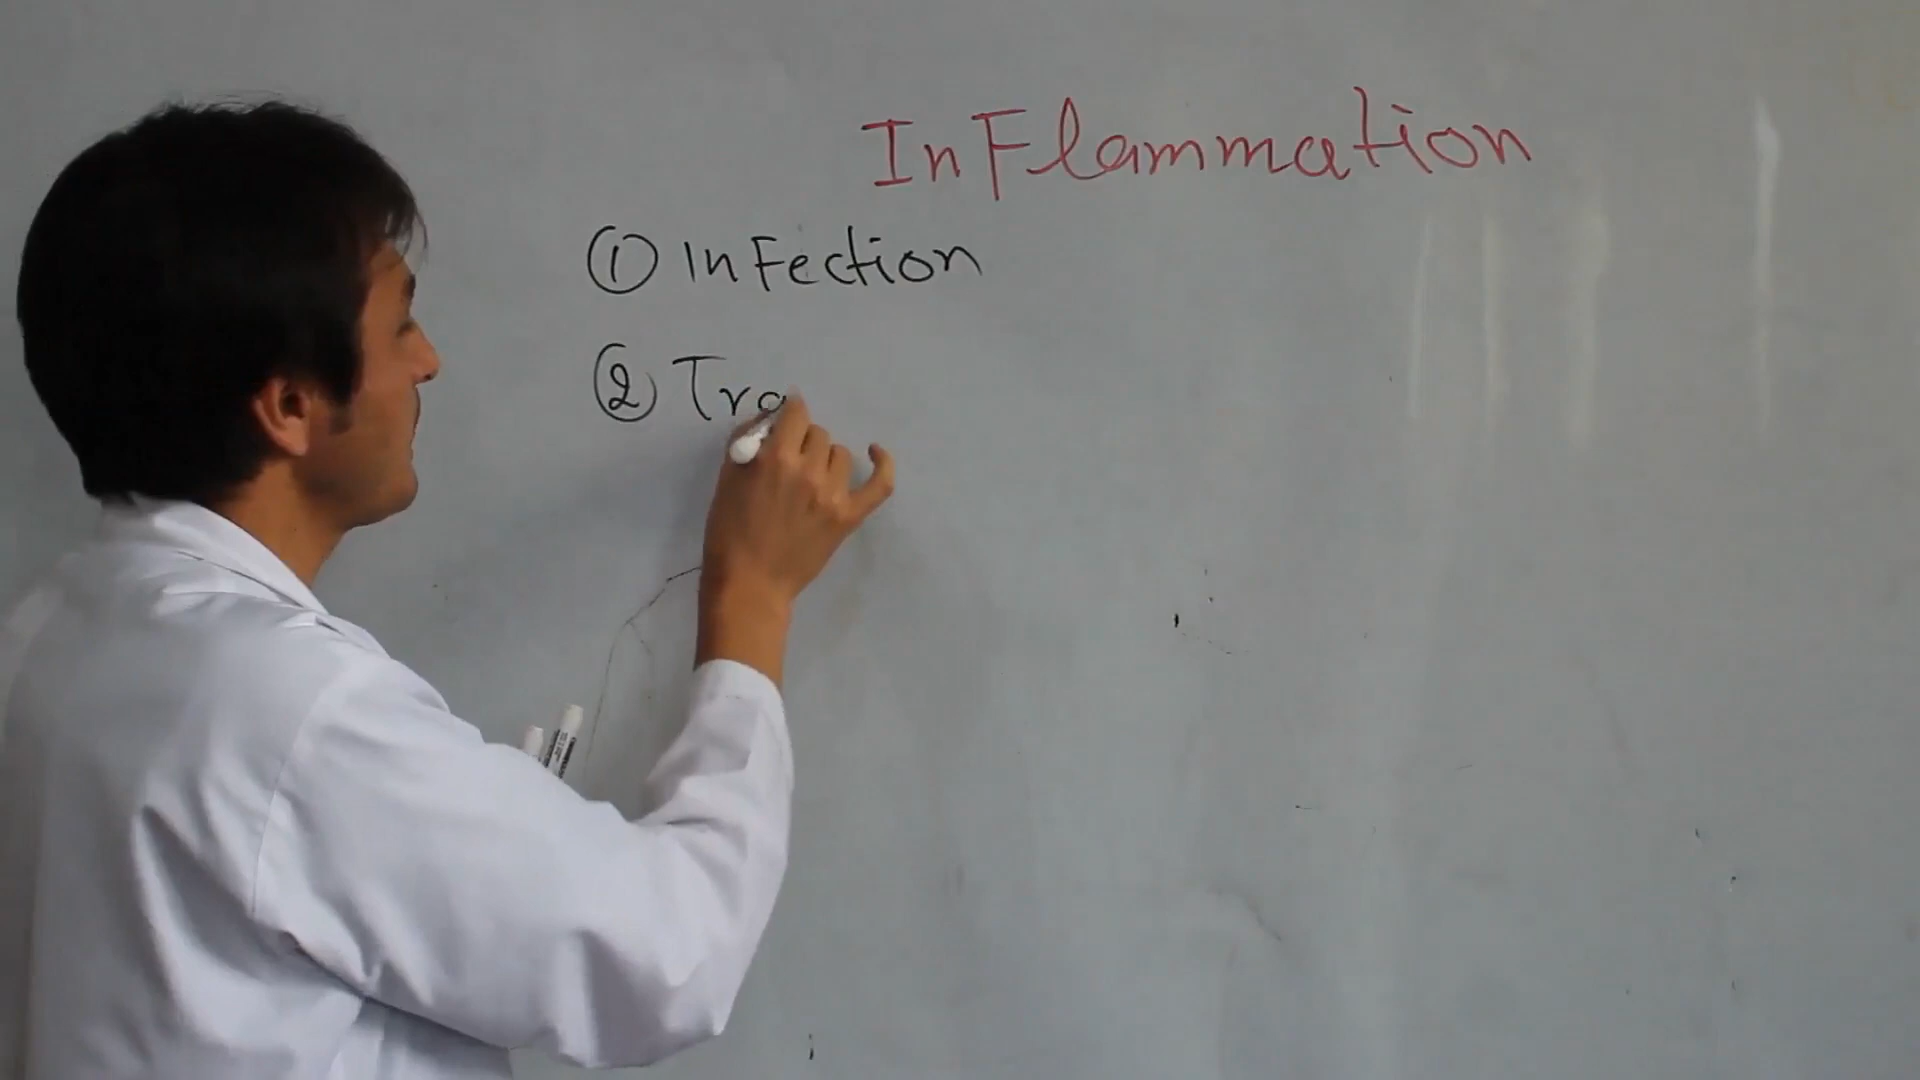 InFlammation
① InFection
② Tra